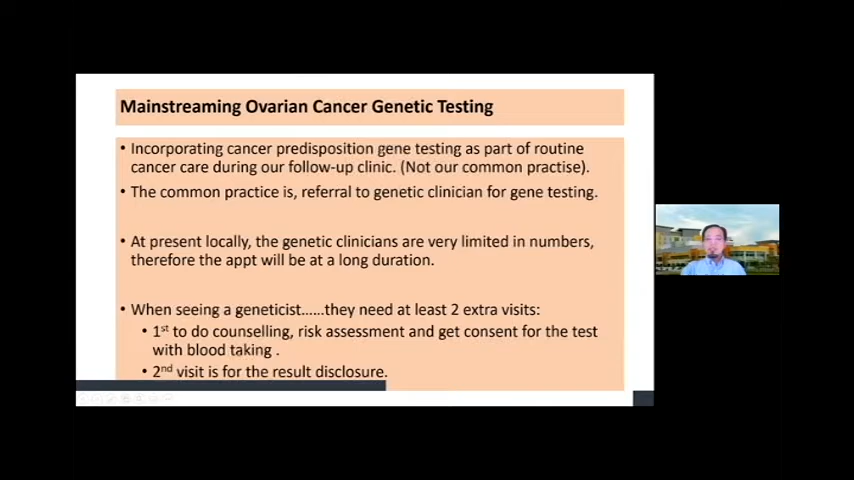 Mainstreaming Ovarian Cancer Genetic Testing
• Incorporating cancer predisposition gene testing as part of routine
cancer care during our follow-up clinic. (Not our common practise).
• The common practice is, referral to genetic clinician for gene testing.
• At present locally, the genetic clinicians are very limited in numbers,
therefore the appt will be at a long duration.
• When seeing a geneticist......they need at least 2 extra visits:
• 1st to do counselling, risk assessment and get consent for the test
with blood taking .
• 2nd visit is for the result disclosure.